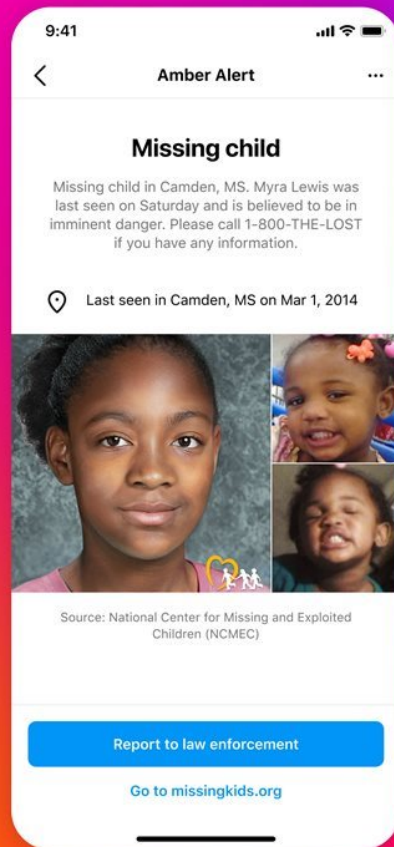 9:41
Amber Alert
Missing child
Missing child in Camden, MS. Myra Lewis was
last seen on Saturday and is believed to be in
imminent danger. Please call 1-800-THE-LOST
if you have any information.
Last seen in Camden, MS on Mar 1, 2014
Source: National Center for Missing and Exploited
Children (NCMEC)
Report to law enforcement
Go to missingkids.org